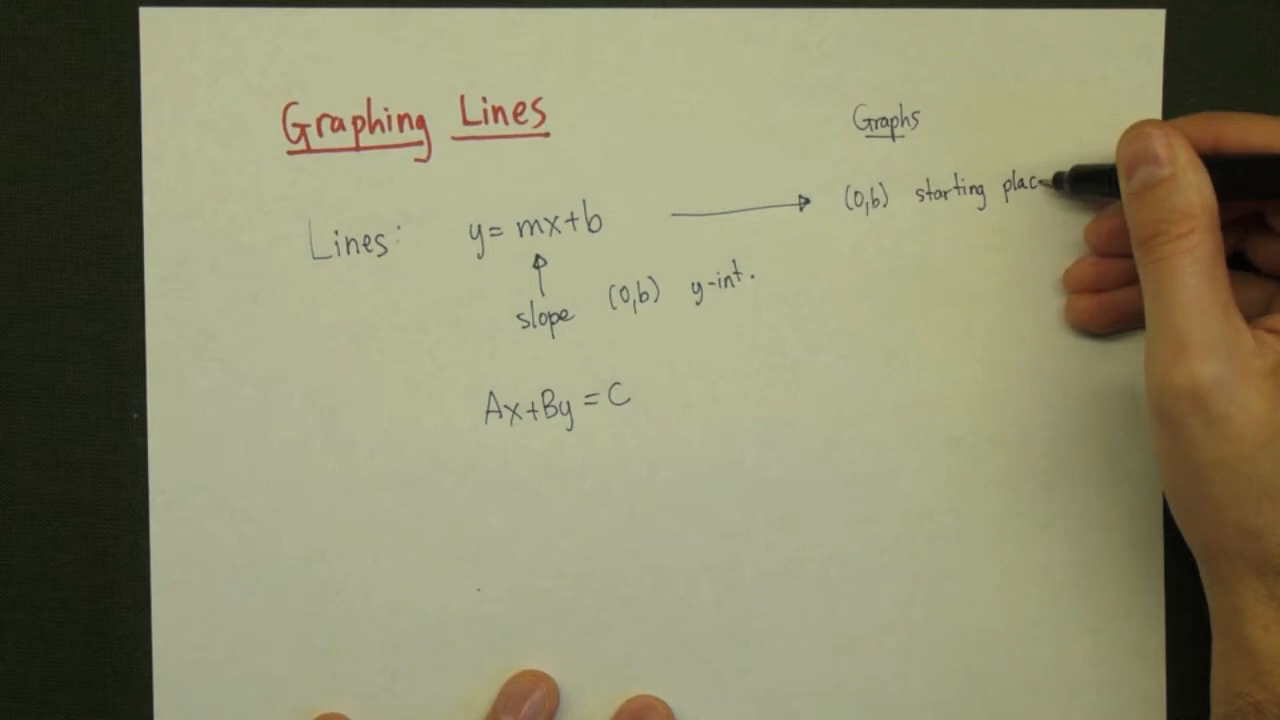 Graphing Lines
Graphs
Lines: y = mx+b
(0,b) starting plac
slope (0,b) y-int.
Ax+By = C